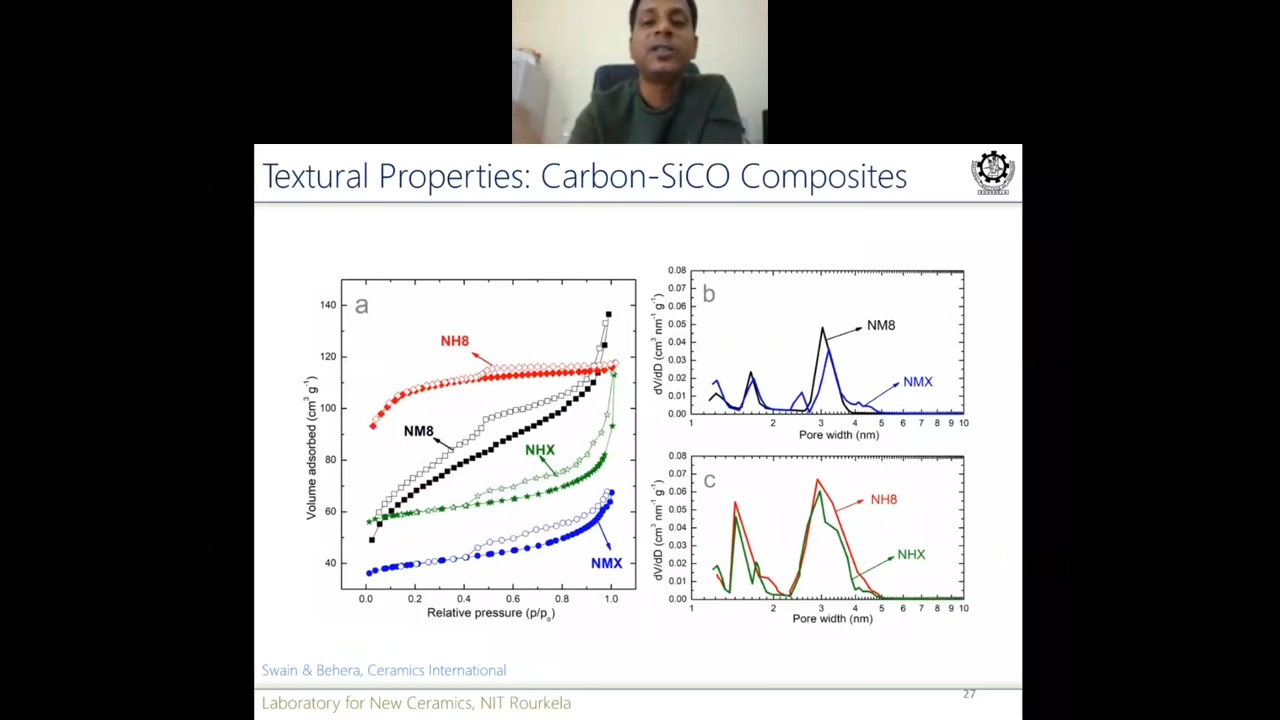 Textural Properties: Carbon-SiCO Composites
ROURKELA
a
NH8
NM8
NHX
NMX
Volume adsorbed (cm³ g⁻¹)
140
120
100
80
60
40
0.0 0.2 0.4 0.6 0.8 1.0
Relative pressure (p/p₀)
b
NM8
NMX
dV/dD (cm³ nm⁻¹ g⁻¹)
0.08
0.07
0.06
0.05
0.04
0.03
0.02
0.01
0.00
1 2 3 4 5 6 7 8 9 10
Pore width (nm)
c
NH8
NHX
dV/dD (cm³ nm⁻¹ g⁻¹)
0.08
0.07
0.06
0.05
0.04
0.03
0.02
0.01
0.00
1 2 3 4 5 6 7 8 9 10
Pore width (nm)
Swain & Behera, Ceramics International
Laboratory for New Ceramics, NIT Rourkela
27